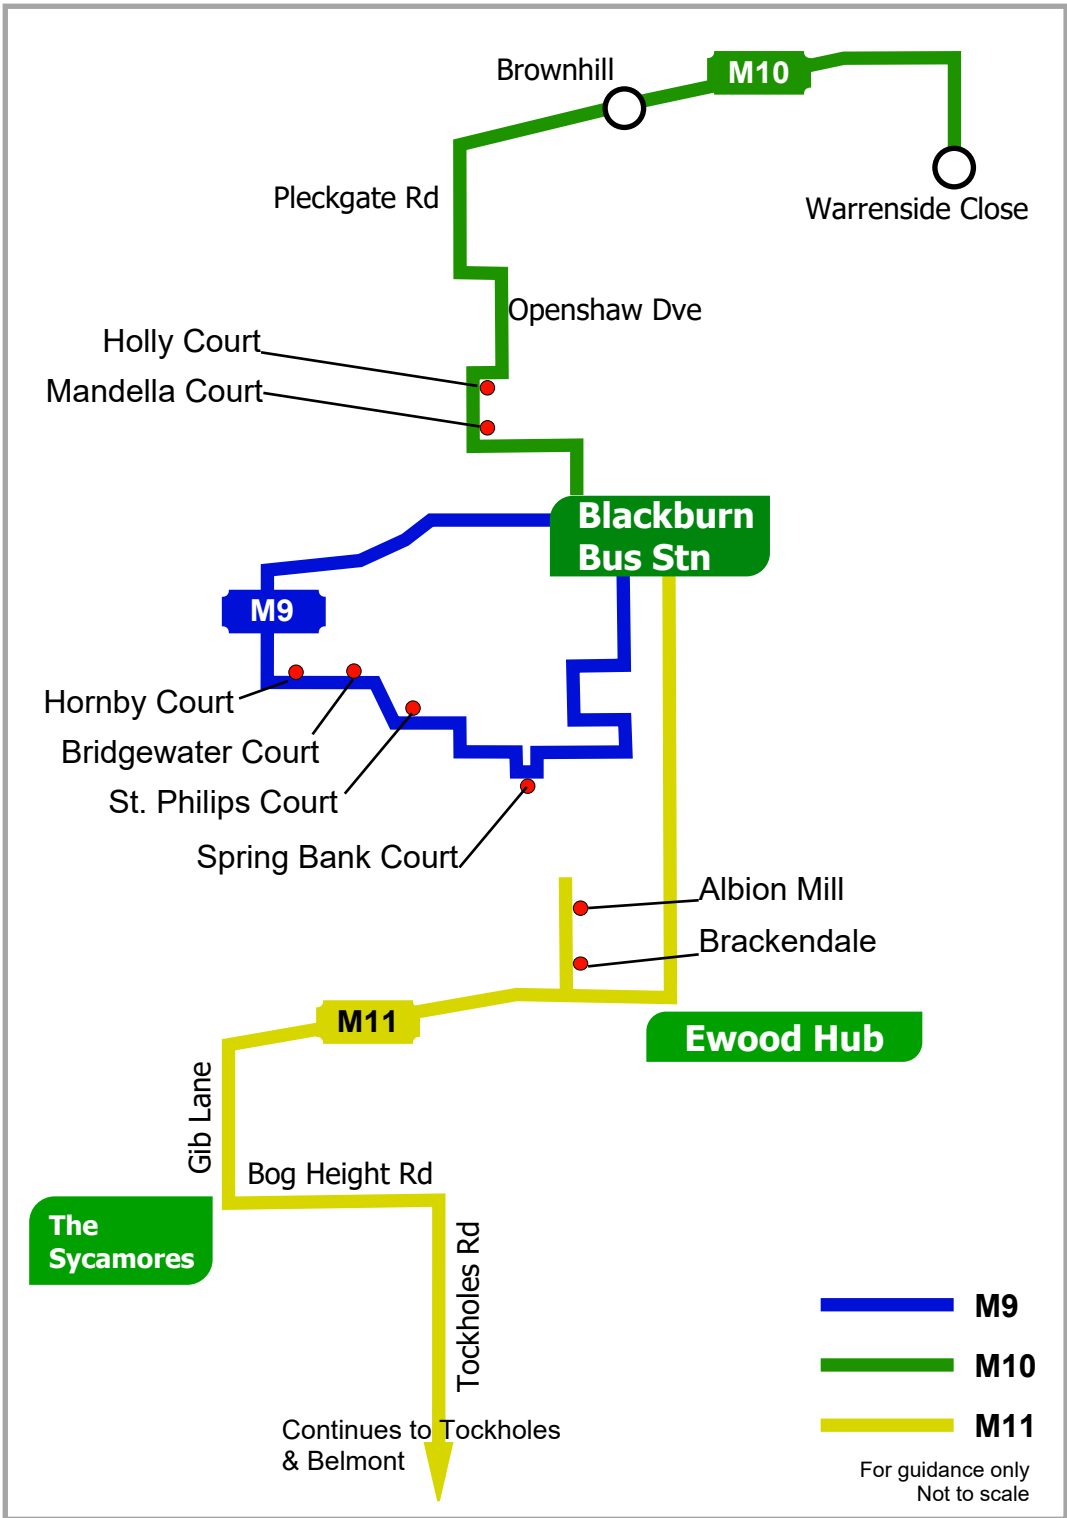 Brownhill
M10
Pleckgate Rd
Warrenside Close
Openshaw Dve
Holly Court
Mandella Court
Blackburn
Bus Stn
M9
Hornby Court
Bridgewater Court
St. Philips Court
Spring Bank Court
Albion Mill
Brackendale
M11
Ewood Hub
Gib Lane
Bog Height Rd
The
Sycamores
Tockholes Rd
Continues to Tockholes
& Belmont
M9
M10
M11
For guidance only
Not to scale